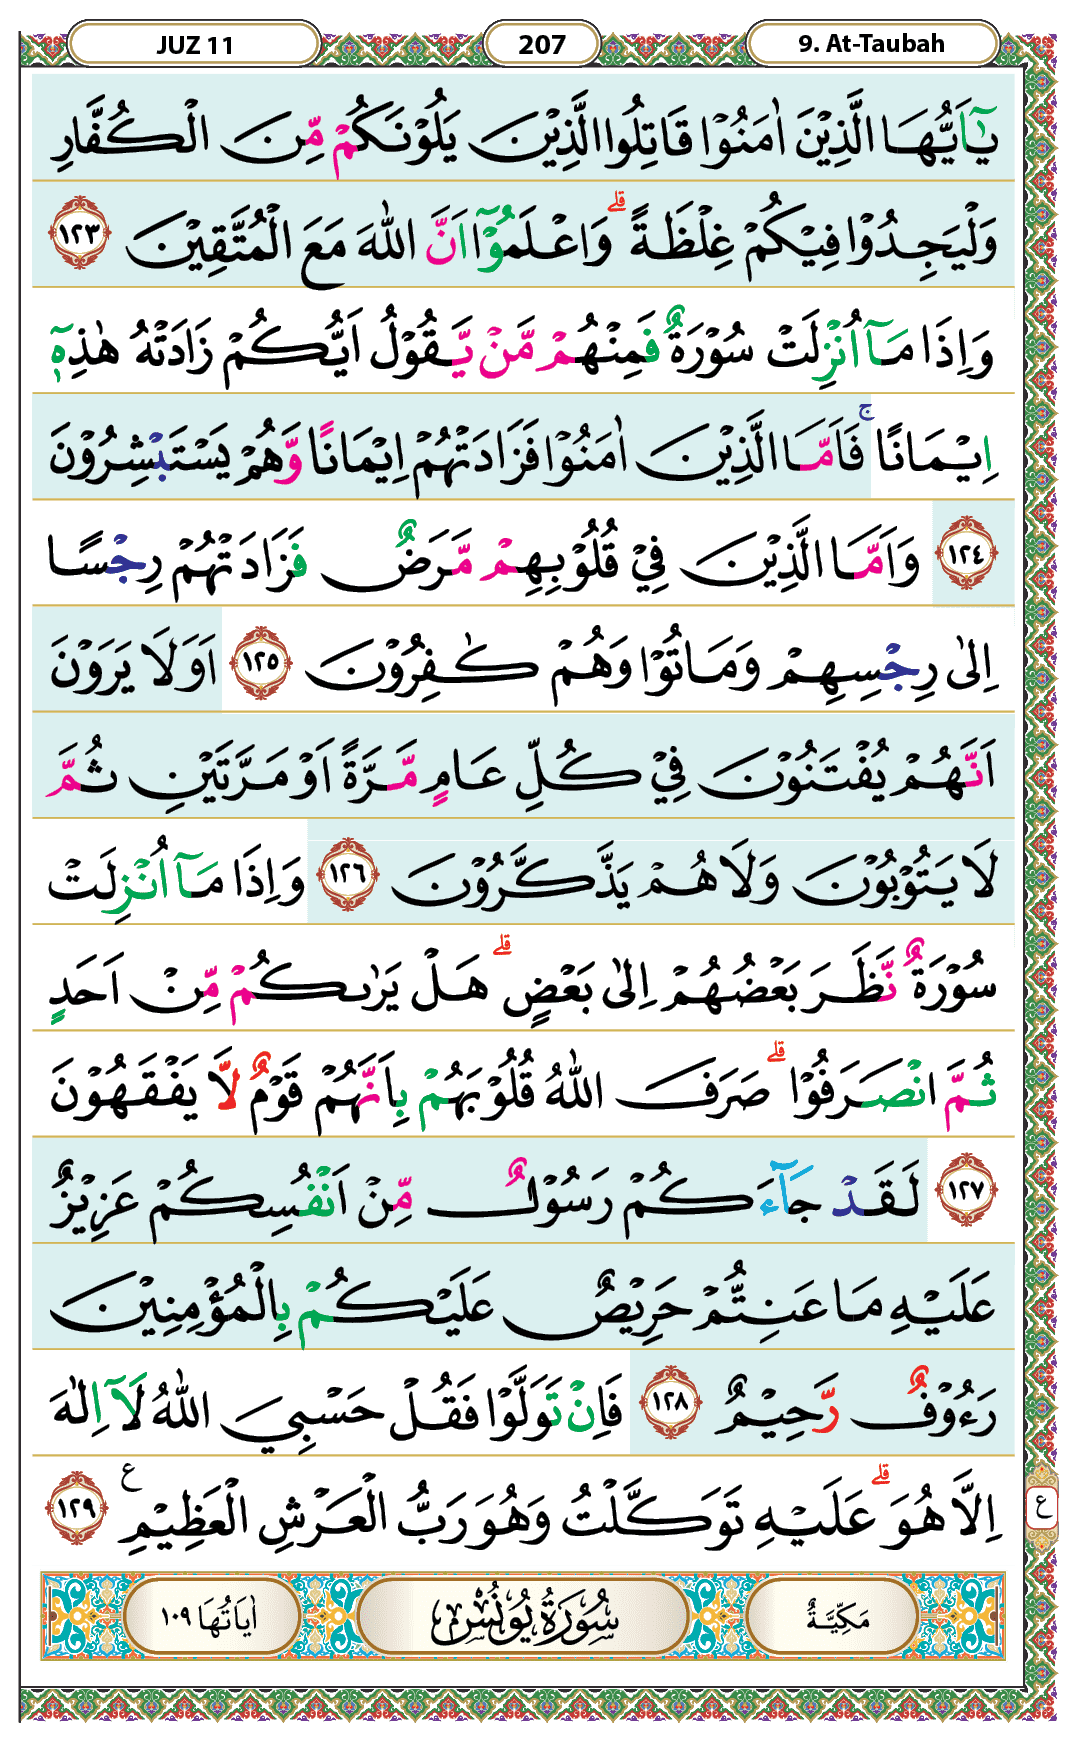 JUZ 11 207 9. At-Taubah
يٰٓاَيُّهَا الَّذِيْنَ اٰمَنُوْا قَاتِلُوا الَّذِيْنَ يَلُوْنَكُمْ مِّنَ الْكُفَّارِ
وَلْيَجِدُوْا فِيْكُمْ غِلْظَةًۗ وَاعْلَمُوْٓا اَنَّ اللّٰهَ مَعَ الْمُتَّقِيْنَ ١٢٣
وَاِذَا مَآ اُنْزِلَتْ سُوْرَةٌ فَمِنْهُمْ مَّنْ يَّقُوْلُ اَيُّكُمْ زَادَتْهُ هٰذِهٖٓ
اِيْمَانًاۚ فَاَمَّا الَّذِيْنَ اٰمَنُوْا فَزَادَتْهُمْ اِيْمَانًا وَّهُمْ يَسْتَبْشِرُوْنَ
١٢٤ وَاَمَّا الَّذِيْنَ فِيْ قُلُوْبِهِمْ مَّرَضٌ فَزَادَتْهُمْ رِجْسًا
اِلٰى رِجْسِهِمْ وَمَاتُوْا وَهُمْ كٰفِرُوْنَ ١٢٥ اَوَلَا يَرَوْنَ
اَنَّهُمْ يُفْتَنُوْنَ فِيْ كُلِّ عَامٍ مَّرَّةً اَوْ مَرَّتَيْنِ ثُمَّ
لَا يَتُوْبُوْنَ وَلَا هُمْ يَذَّكَّرُوْنَ ١٢٦ وَاِذَا مَآ اُنْزِلَتْ
سُوْرَةٌ نَّظَرَ بَعْضُهُمْ اِلٰى بَعْضٍۗ هَلْ يَرٰىكُمْ مِّنْ اَحَدٍ
ثُمَّ انْصَرَفُوْاۗ صَرَفَ اللّٰهُ قُلُوْبَهُمْ بِاَنَّهُمْ قَوْمٌ لَّا يَفْقَهُوْنَ
١٢٧ لَقَدْ جَاۤءَكُمْ رَسُوْلٌ مِّنْ اَنْفُسِكُمْ عَزِيْزٌ
عَلَيْهِ مَا عَنِتُّمْ حَرِيْصٌ عَلَيْكُمْ بِالْمُؤْمِنِيْنَ
رَءُوْفٌ رَّحِيْمٌ ١٢٨ فَاِنْ تَوَلَّوْا فَقُلْ حَسْبِيَ اللّٰهُ لَآ اِلٰهَ
اِلَّا هُوَۗ عَلَيْهِ تَوَكَّلْتُ وَهُوَ رَبُّ الْعَرْشِ الْعَظِيْمِ ع ١٢٩
ع
مَكِّيَّةٌ سُوْرَةُ يُوْنُسَ اٰيَاتُهَا ١٠٩